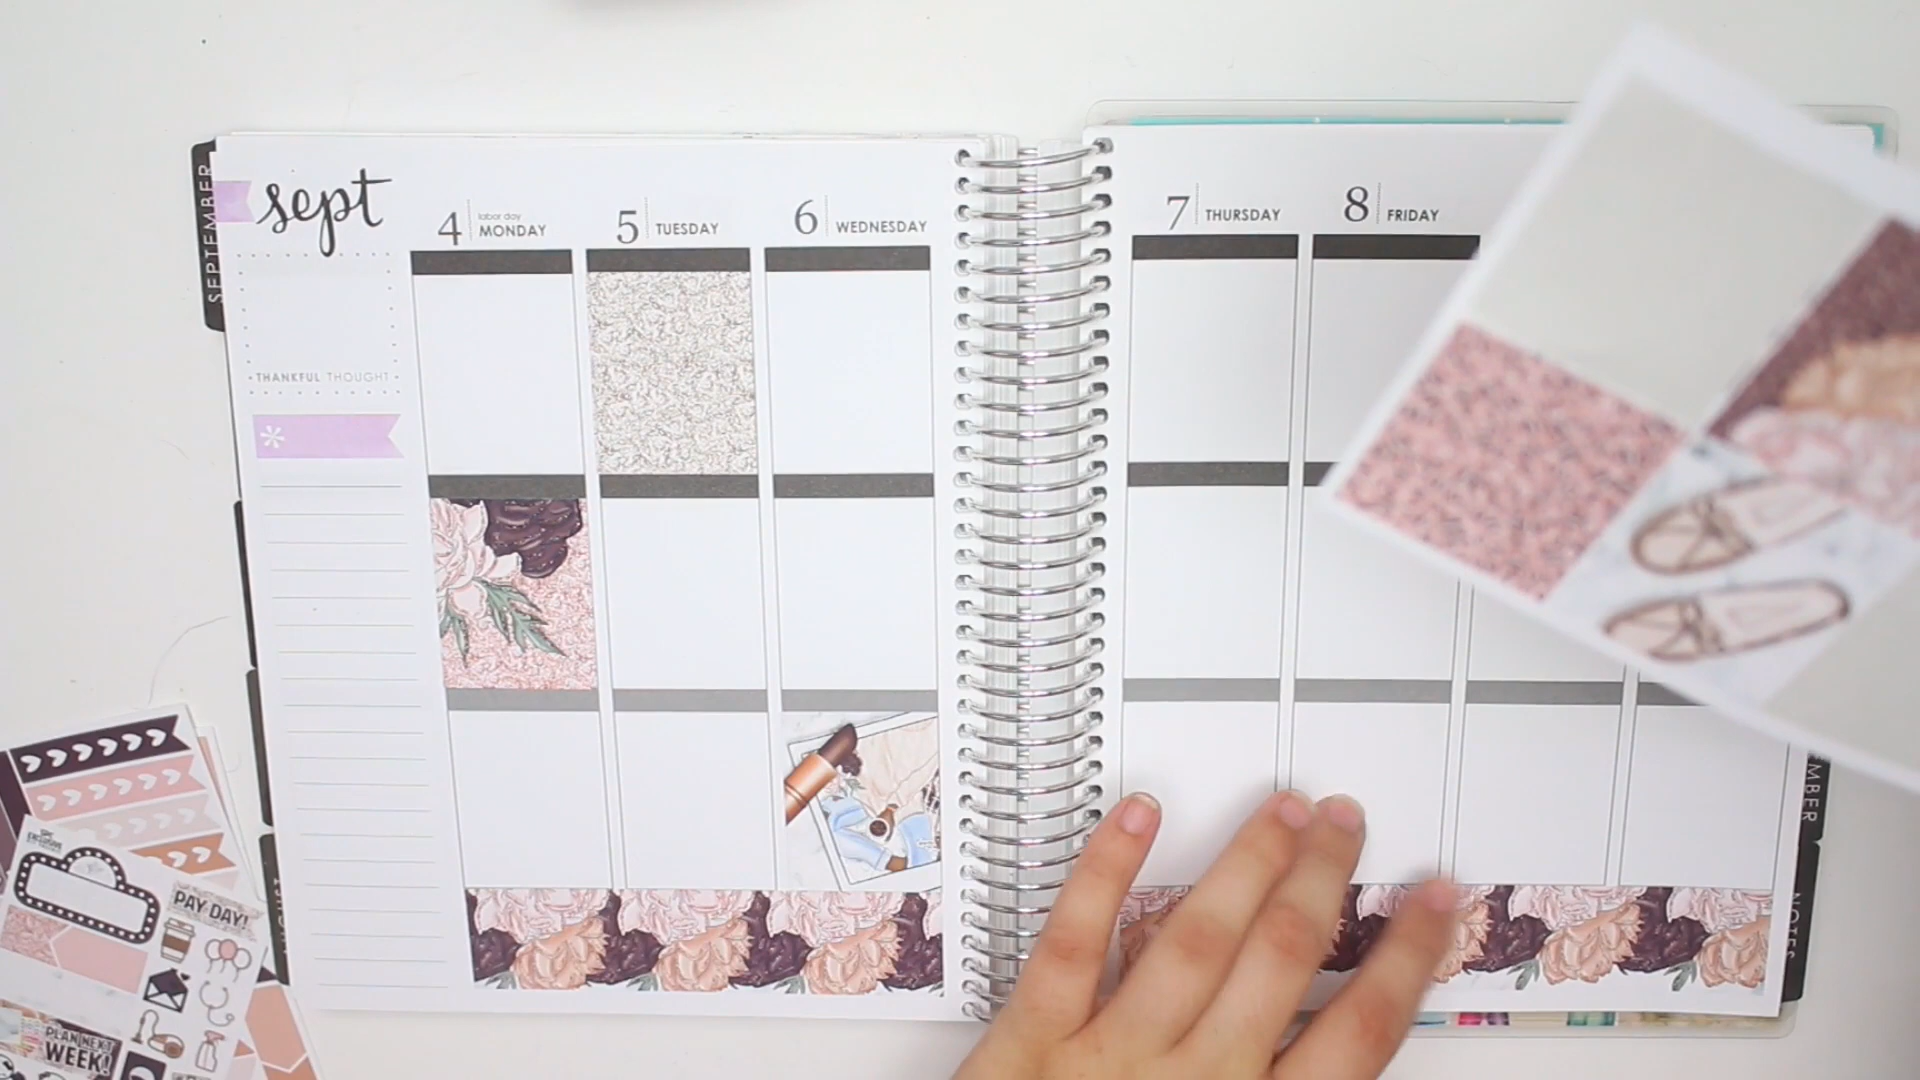 SEPTEMBER
sept
4 labor day MONDAY
5 TUESDAY
6 WEDNESDAY
7 THURSDAY
8 FRIDAY
THANKFUL THOUGHT
*
PAY DAY!
PLAN NEXT
WEEK!
NOTES